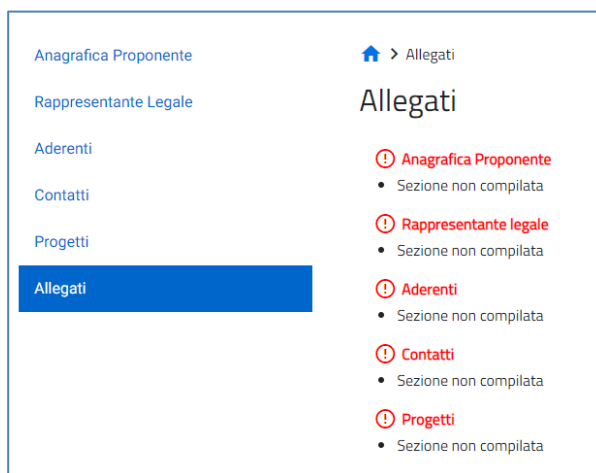 Anagrafica Proponente
Rappresentante Legale
Aderenti
Contatti
Progetti
Allegati
> Allegati
Allegati
Anagrafica Proponente
• Sezione non compilata
Rappresentante legale
• Sezione non compilata
Aderenti
• Sezione non compilata
Contatti
• Sezione non compilata
Progetti
• Sezione non compilata